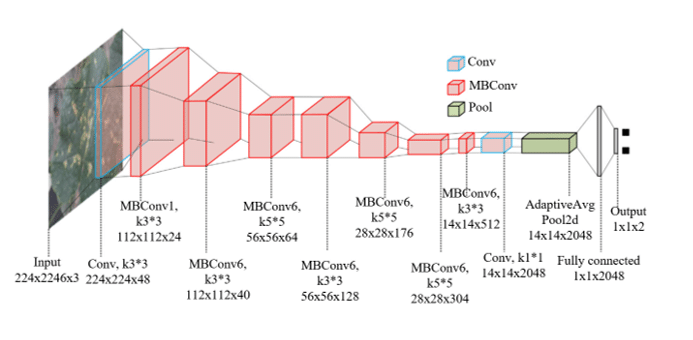 Conv
MBConv
Pool
Input
224x2246x3
Conv, k3*3
224x224x48
MBConv1,
k3*3
112x112x24
MBConv6,
k3*3
112x112x40
MBConv6,
k5*5
56x56x64
MBConv6,
k3*3
56x56x128
MBConv6,
k5*5
28x28x176
MBConv6,
k5*5
28x28x304
MBConv6,
k3*3
14x14x512
Conv, k1*1
14x14x2048
AdaptiveAvg
Pool2d
14x14x2048
Fully connected
1x1x2048
Output
1x1x2